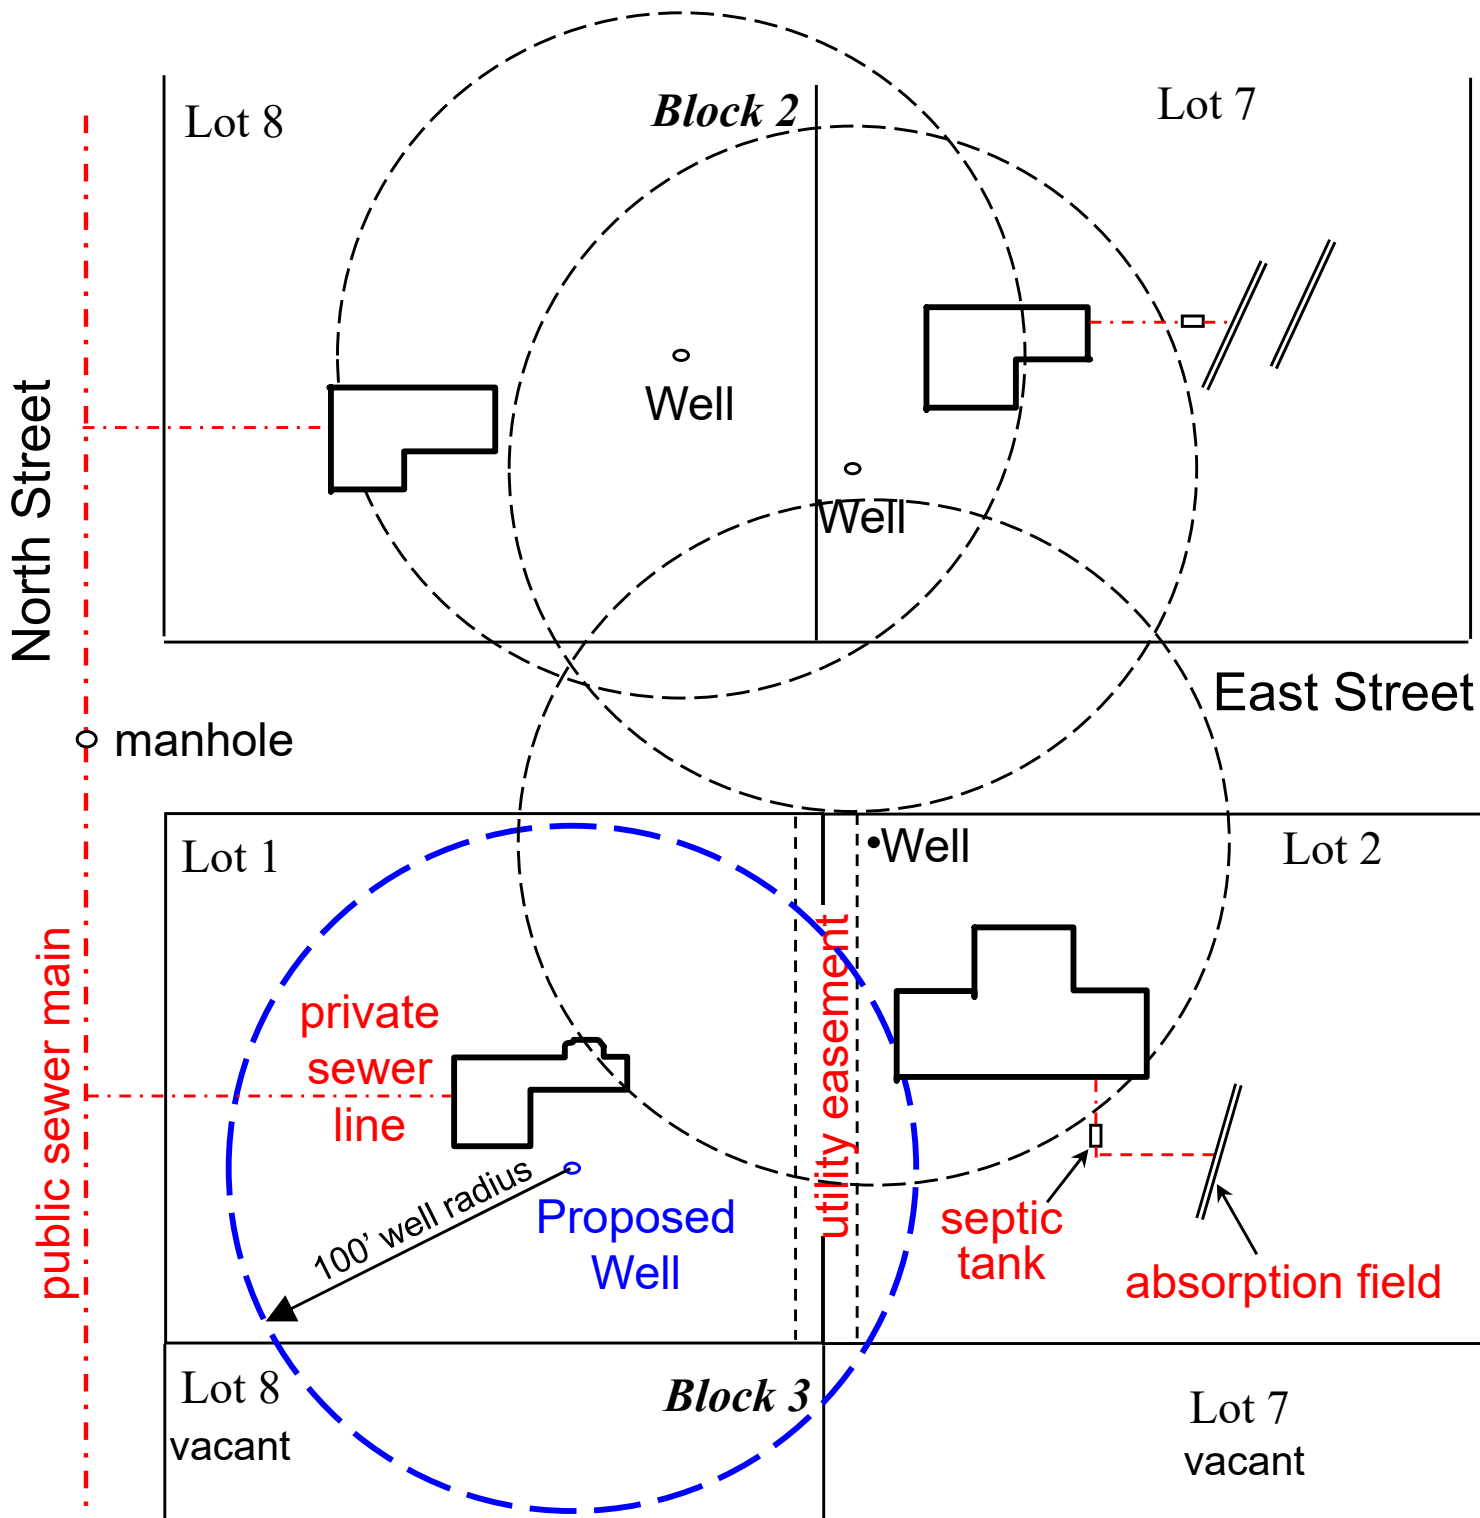 Lot 8
Block 2
Lot 7
North Street
Well
Well
East Street
manhole
Lot 1
Well
Lot 2
public sewer main
private
sewer
line
utility easement
100’ well radius
Proposed
Well
septic
tank
absorption field
Lot 8
vacant
Block 3
Lot 7
vacant